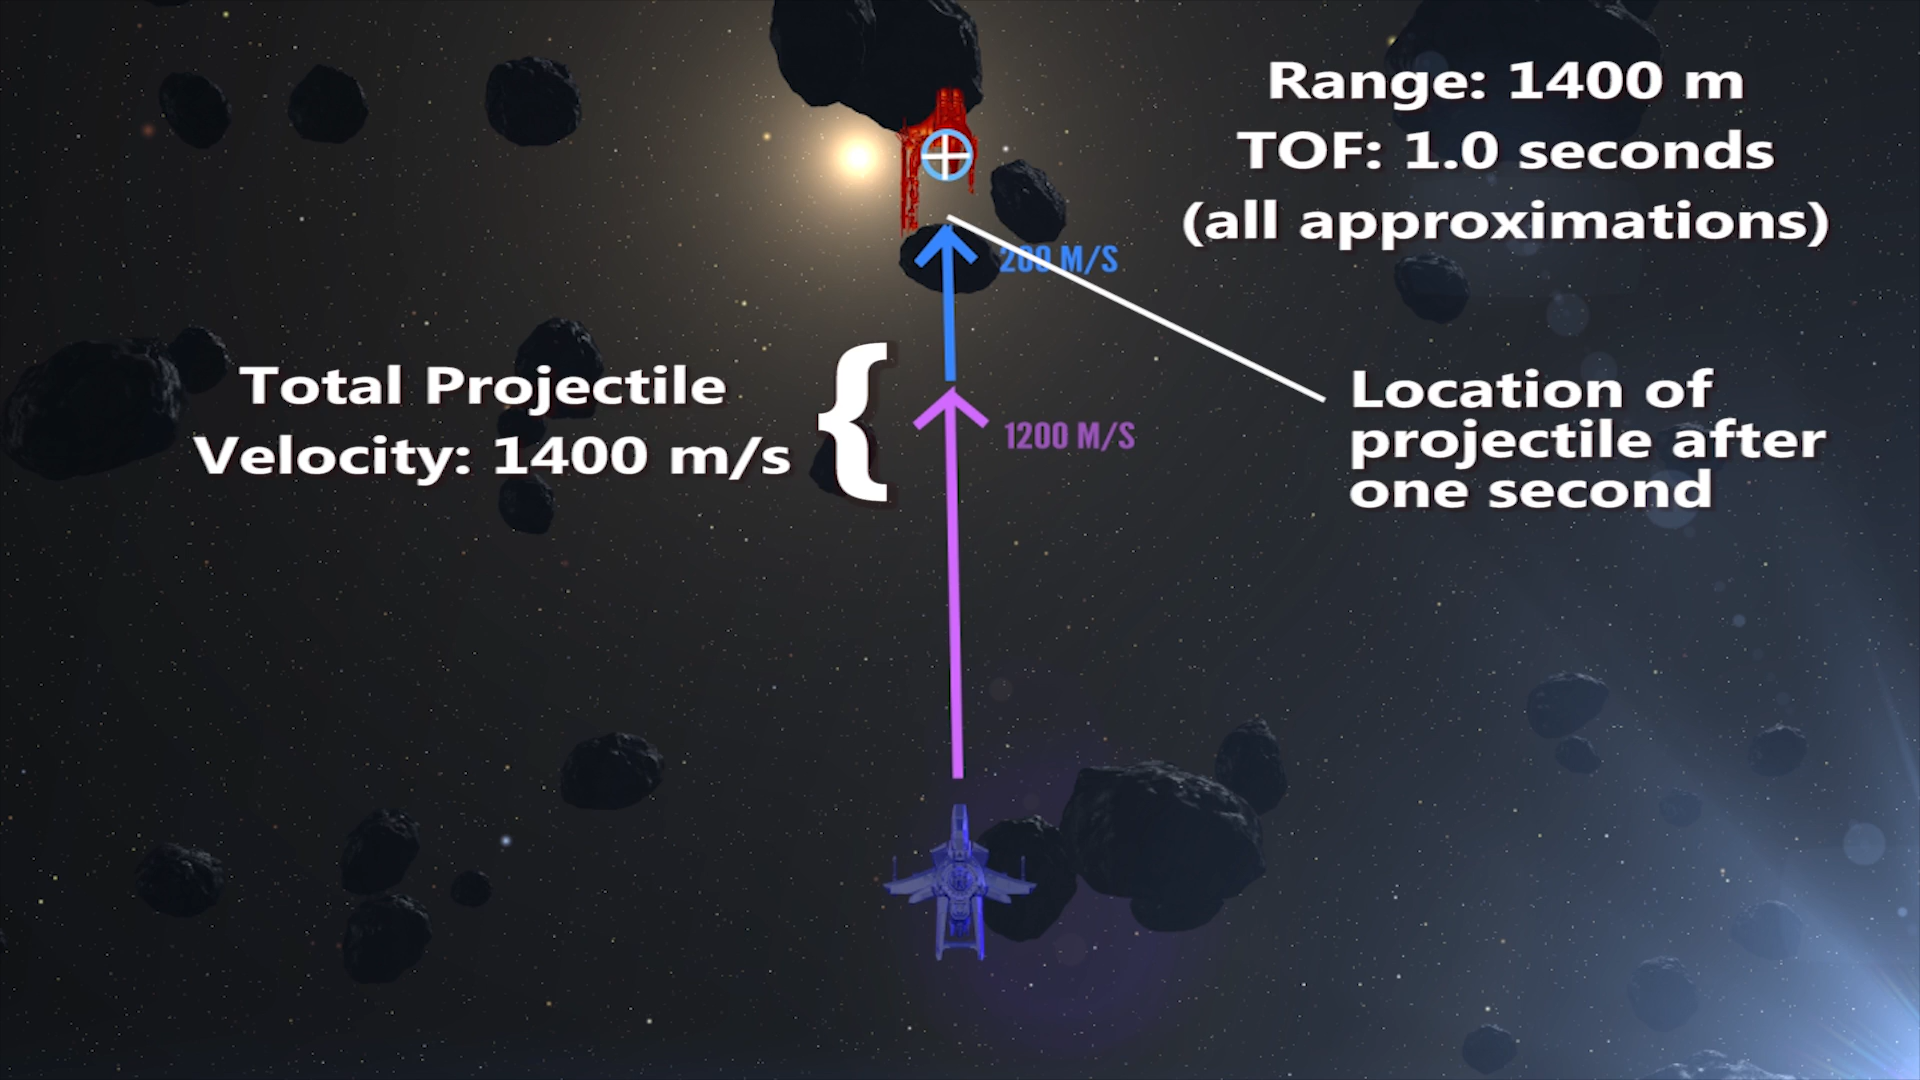 Range: 1400 m
TOF: 1.0 seconds
(all approximations)
200 M/S
Total Projectile
Velocity: 1400 m/s
{
1200 M/S
Location of
projectile after
one second